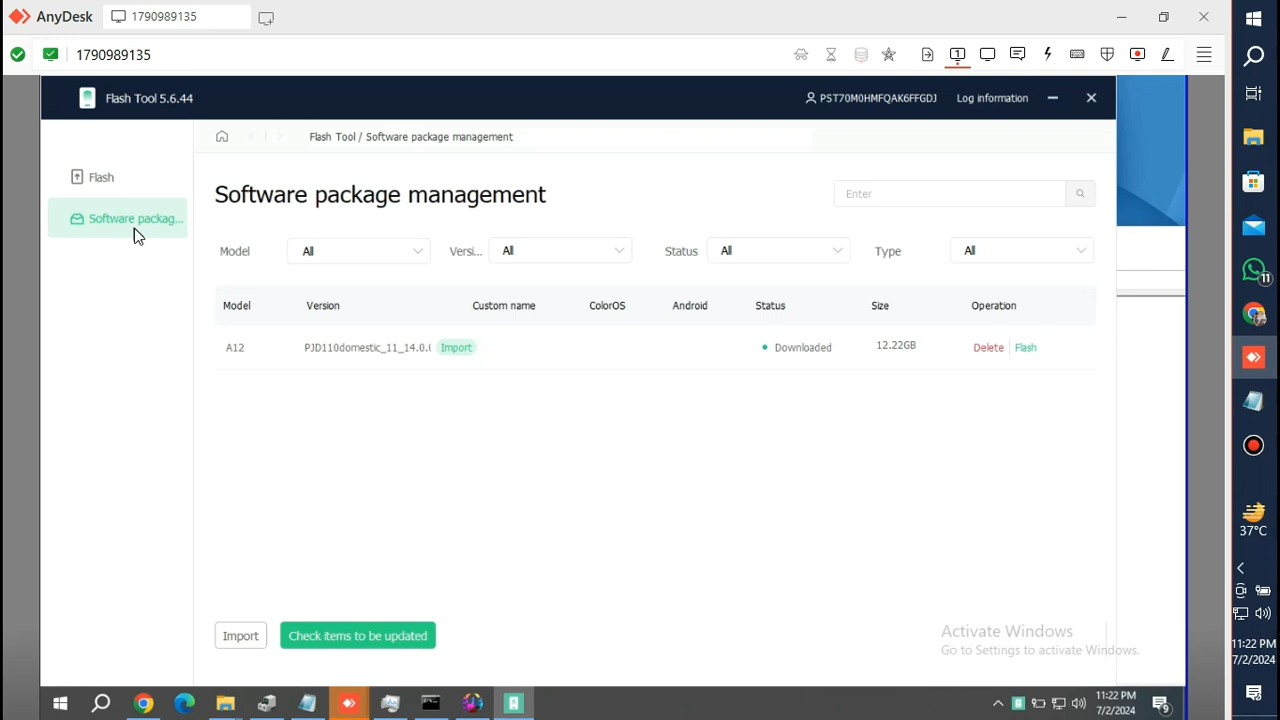 AnyDesk 1790989135
1790989135
Flash Tool 5.6.44 PST70M0HMFQAK6FFGDJ Log information
Flash Tool / Software package management
Flash
Software packag...
Software package management Enter
Model All Versi... All Status All Type All
Model Version Custom name ColorOS Android Status Size Operation
A12 PJD110domestic_11_14.0.( Import Downloaded 12.22GB Delete Flash
Import Check items to be updated
Activate Windows
Go to Settings to activate Windows.
11:22 PM
7/2/2024
9
1
11
37°C
11:22 PM
7/2/2024